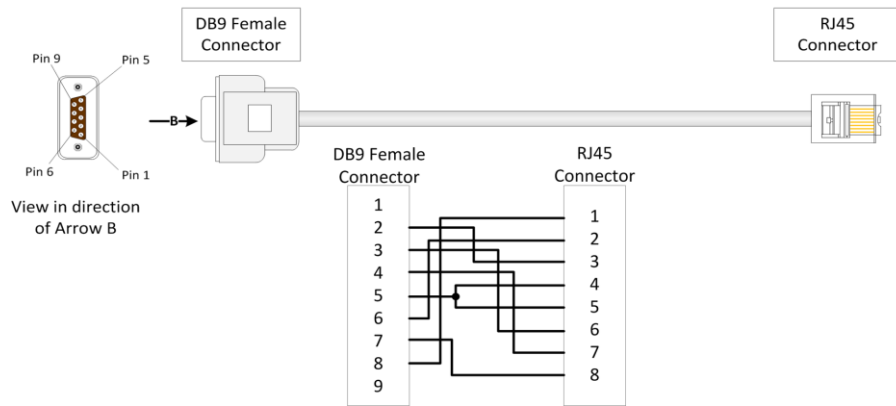 DB9 Female
Connector
RJ45
Connector
Pin 9
Pin 5
B
Pin 6
Pin 1
View in direction
of Arrow B
DB9 Female
Connector
RJ45
Connector
1
2
3
4
5
6
7
8
9
1
2
3
4
5
6
7
8